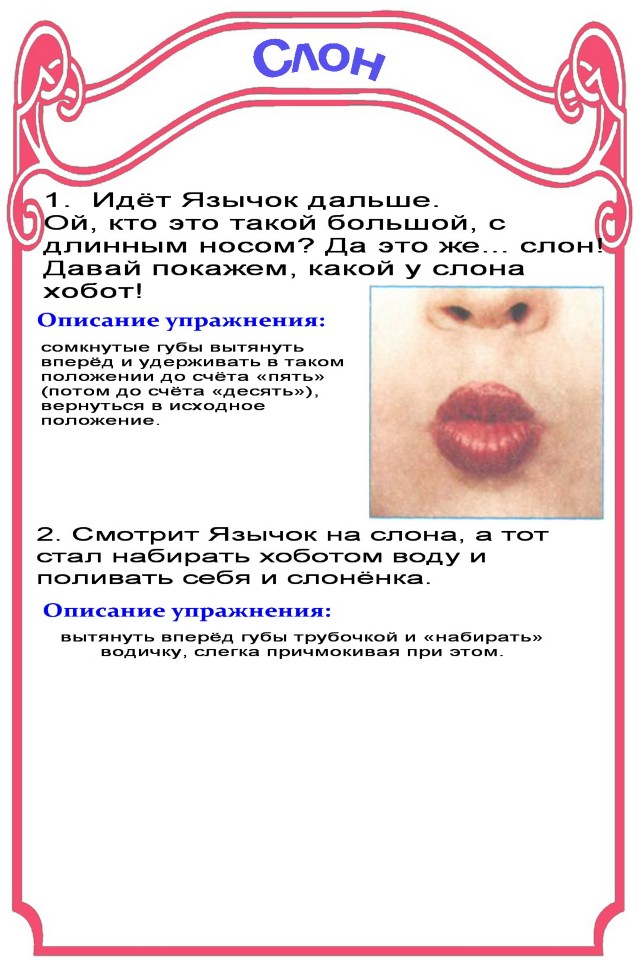 Слон
1. Идёт Язычок дальше.
Ой, кто это такой большой, с
длинным носом? Да это же... слон!
Давай покажем, какой у слона
хобот!
Описание упражнения:
сомкнутые губы вытянуть
вперёд и удерживать в таком
положении до счёта «пять»
(потом до счёта «десять»),
вернуться в исходное
положение.
2. Смотрит Язычок на слона, а тот
стал набирать хоботом воду и
поливать себя и слонёнка.
Описание упражнения:
вытянуть вперёд губы трубочкой и «набирать»
водичку, слегка причмокивая при этом.